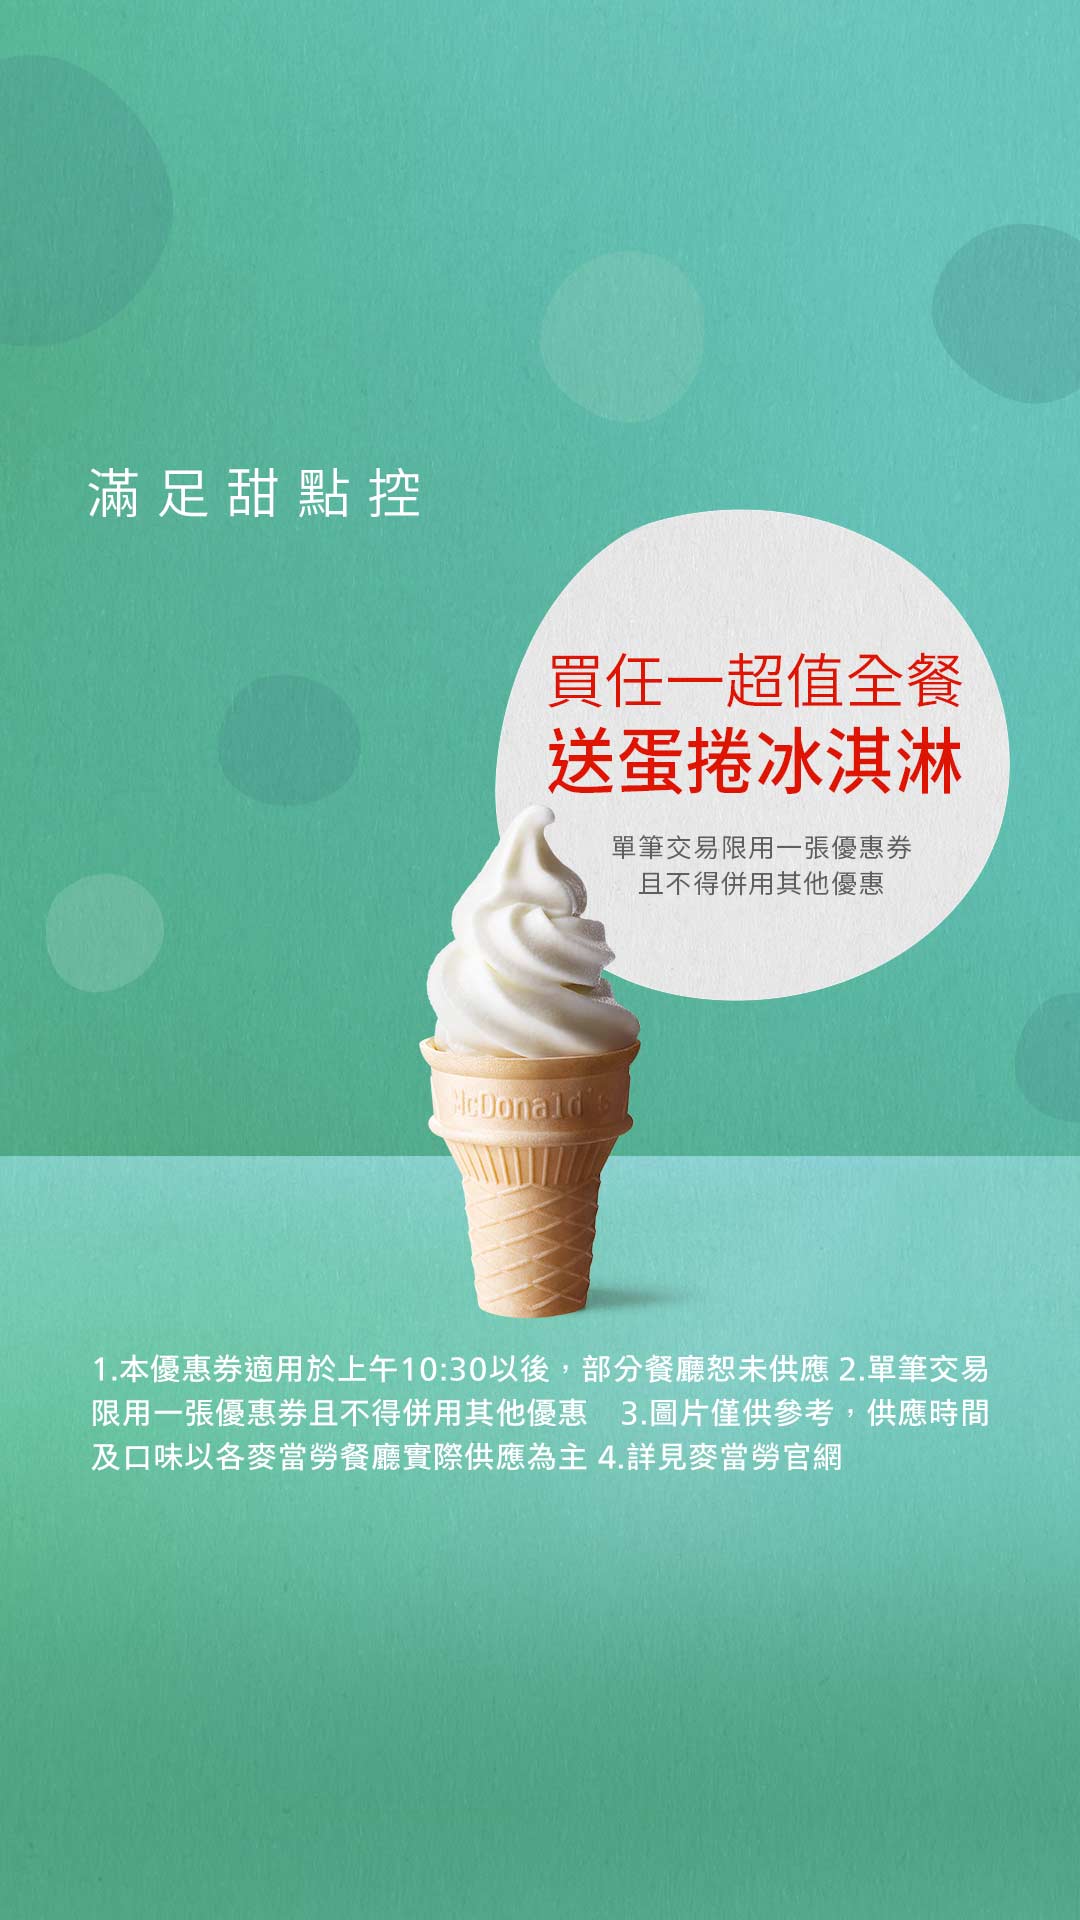 滿足甜點控
買任一超值全餐
送蛋捲冰淇淋
單筆交易限用一張優惠券
且不得併用其他優惠
McDonald's
1.本優惠券適用於上午10:30以後，部分餐廳恕未供應 2.單筆交易
限用一張優惠券且不得併用其他優惠　3.圖片僅供參考，供應時間
及口味以各麥當勞餐廳實際供應為主 4.詳見麥當勞官網